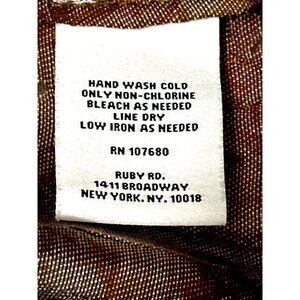 HAND WASH COLD
ONLY NON-CHLORINE
BLEACH AS NEEDED
LINE DRY
LOW IRON AS NEEDED
RN 107680
RUBY RD.
1411 BROADWAY
NEW YORK. NY. 10018